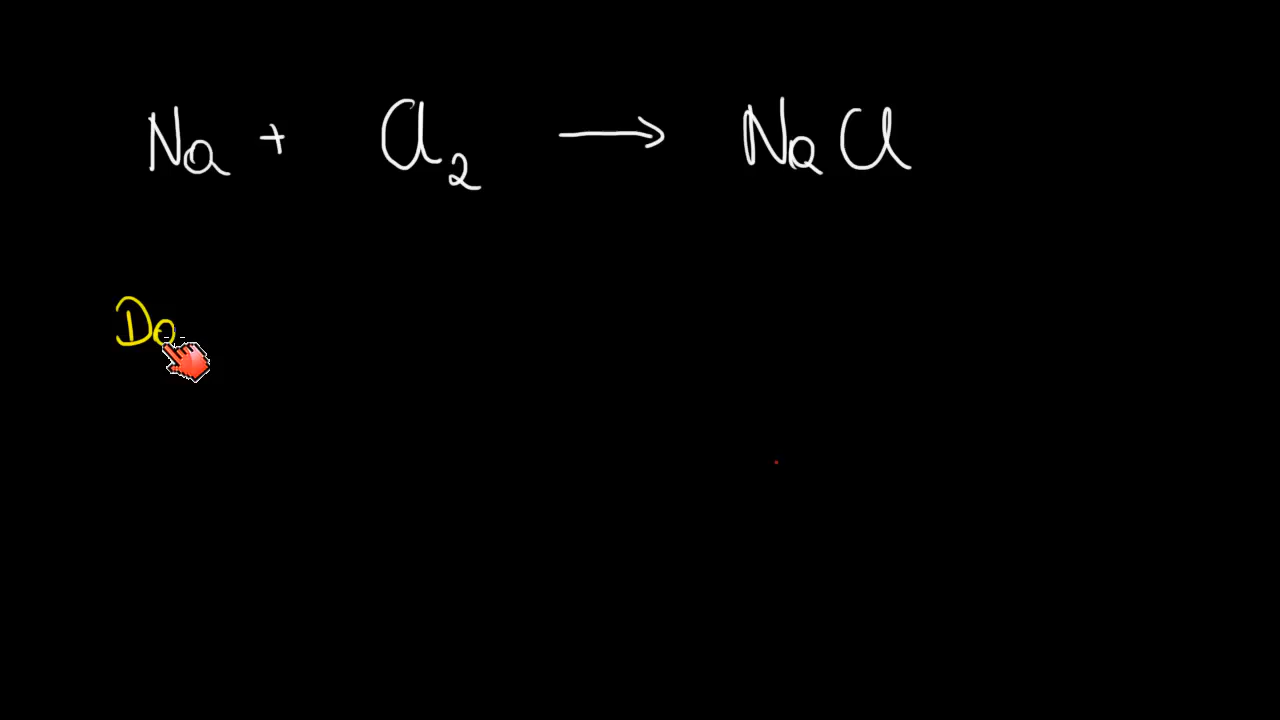 Na + Cl₂ → NaCl
Do